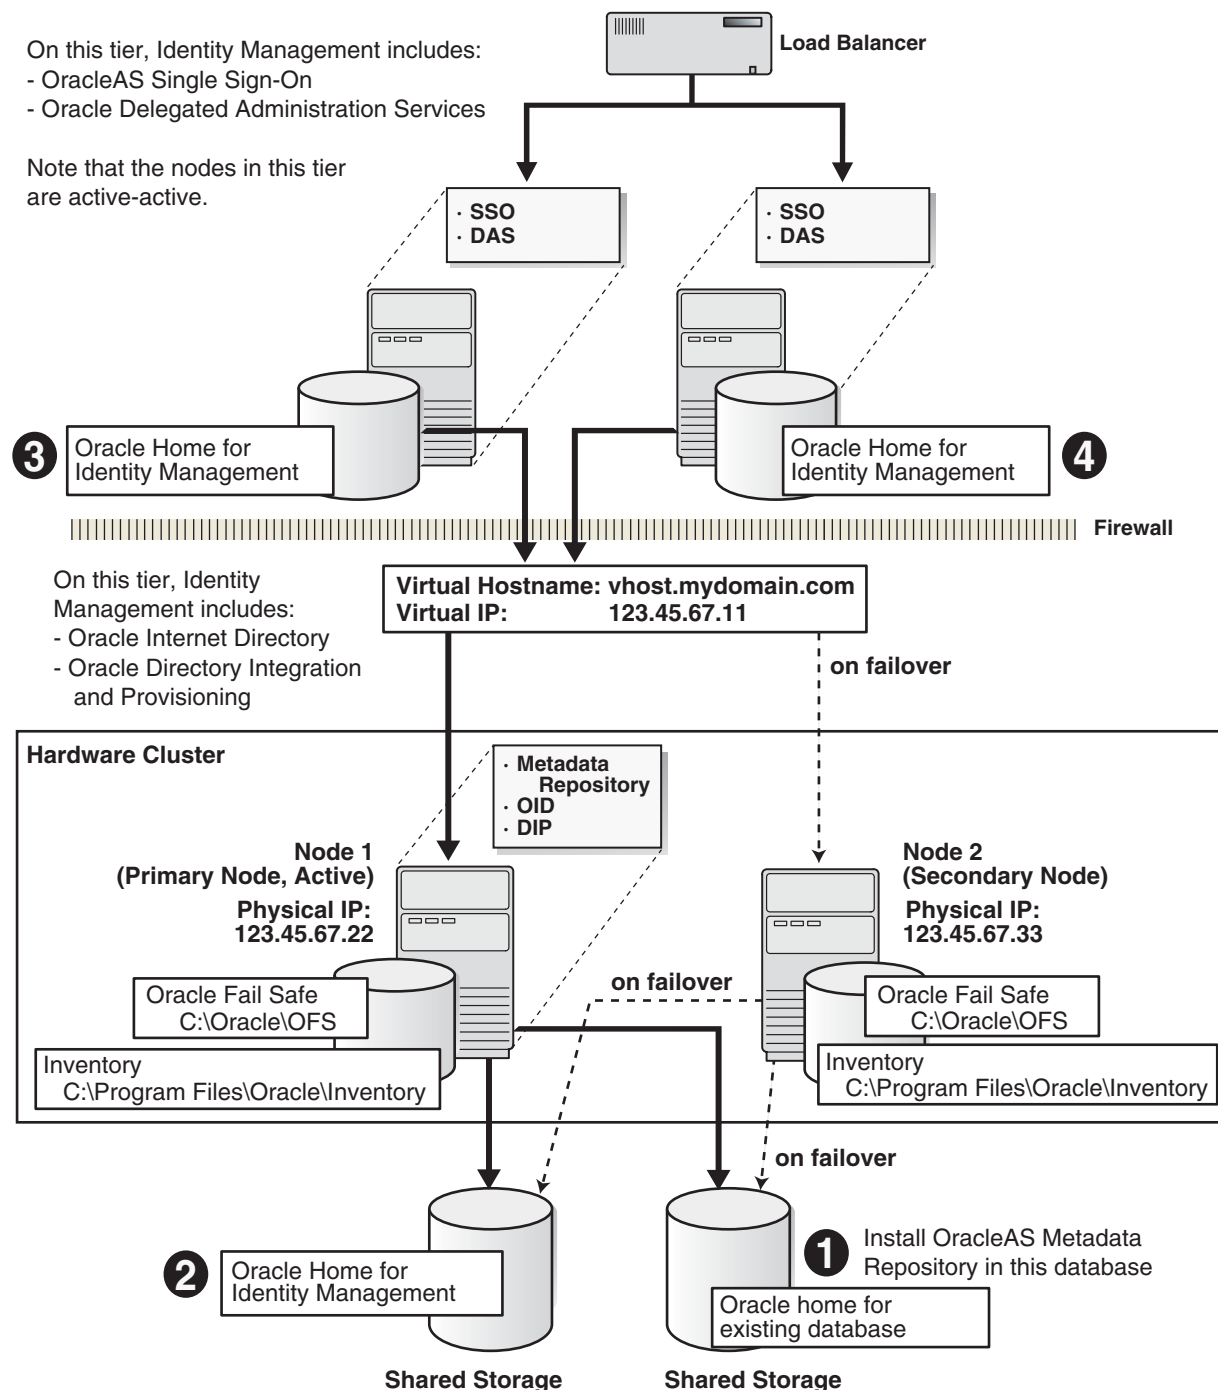 Load Balancer
On this tier, Identity Management includes:
- OracleAS Single Sign-On
- Oracle Delegated Administration Services
Note that the nodes in this tier
are active-active.
· SSO
· DAS
· SSO
· DAS
3
Oracle Home for
Identity Management
Oracle Home for
Identity Management
4
Firewall
On this tier, Identity
Management includes:
- Oracle Internet Directory
- Oracle Directory Integration
and Provisioning
Virtual Hostname: vhost.mydomain.com
Virtual IP: 123.45.67.11
on failover
Hardware Cluster
· Metadata
Repository
· OID
· DIP
Node 1
(Primary Node, Active)
Physical IP:
123.45.67.22
Node 2
(Secondary Node)
Physical IP:
123.45.67.33
on failover
Oracle Fail Safe
C:\Oracle\OFS
Inventory
C:\Program Files\Oracle\Inventory
Oracle Fail Safe
C:\Oracle\OFS
Inventory
C:\Program Files\Oracle\Inventory
on failover
2
Oracle Home for
Identity Management
1
Install OracleAS Metadata
Repository in this database
Oracle home for
existing database
Shared Storage
Shared Storage